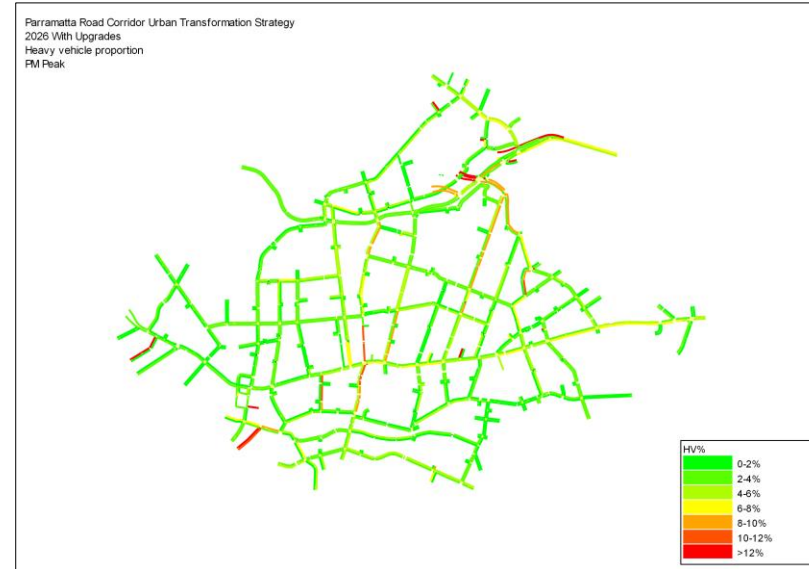 Parramatta Road Corridor Urban Transformation Strategy
2026 With Upgrades
Heavy vehicle proportion
PM Peak
HV%
0-2%
2-4%
4-6%
6-8%
8-10%
10-12%
>12%